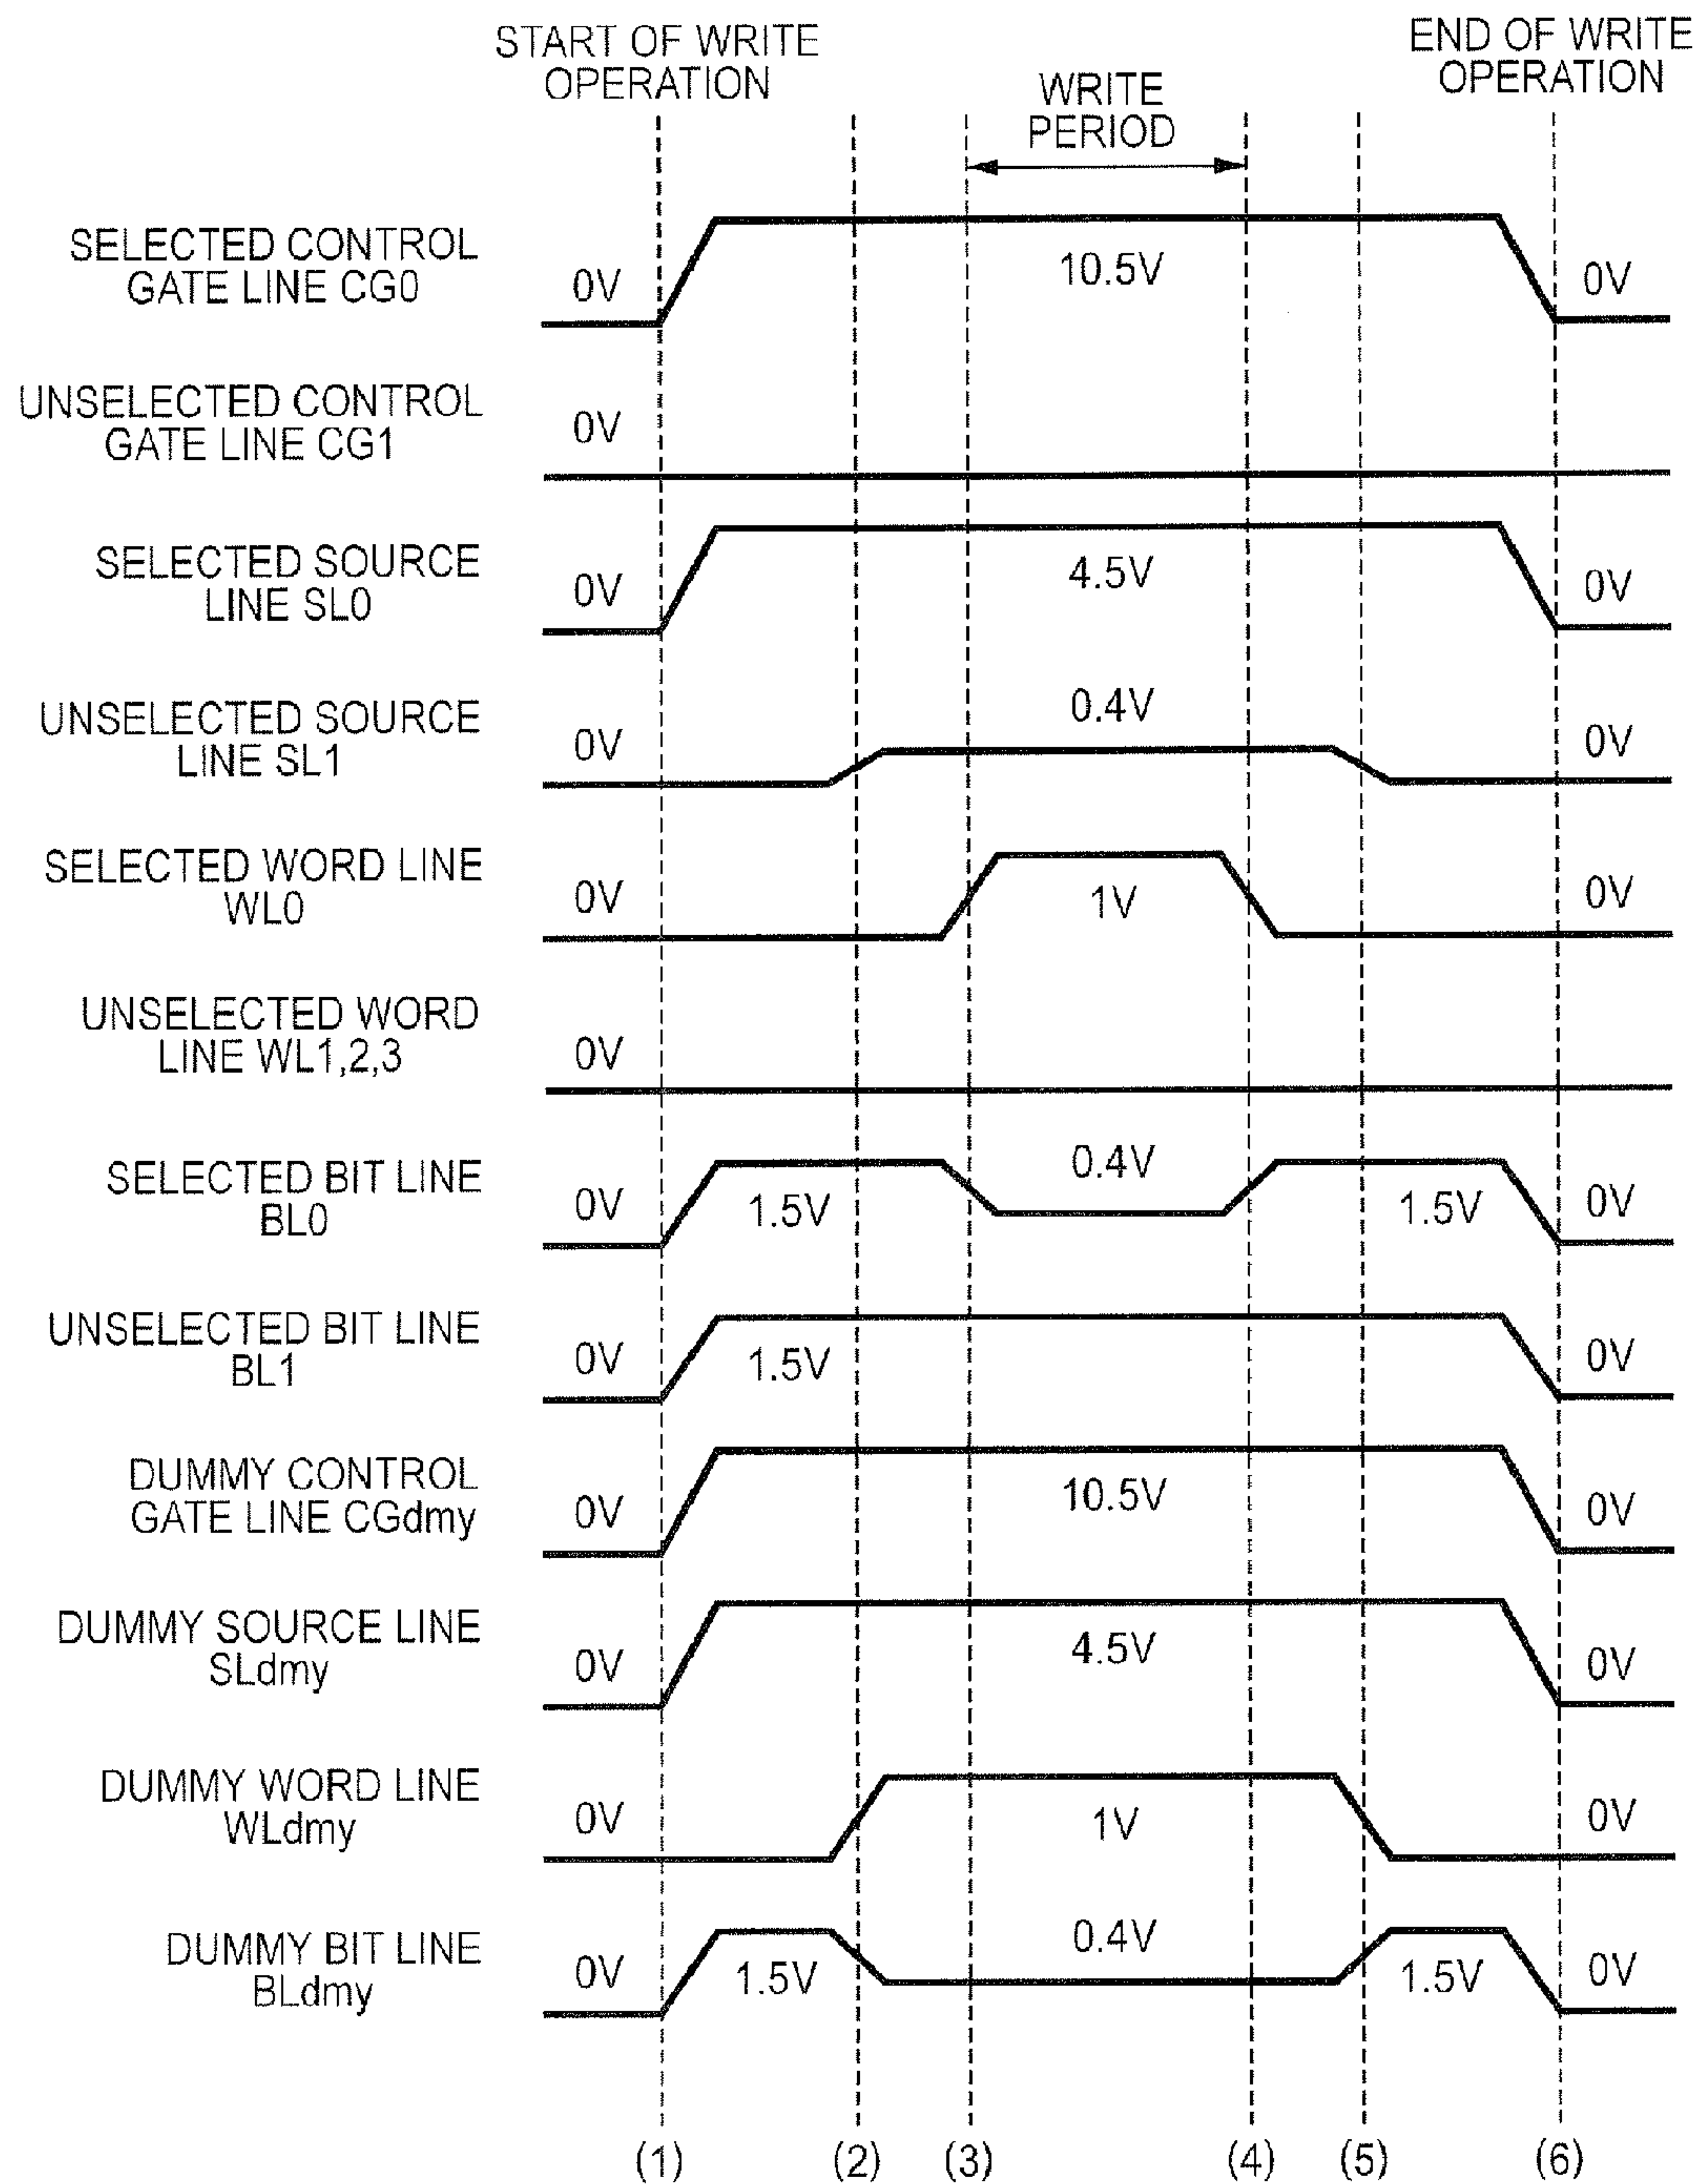 START OF WRITE
OPERATION
WRITE
PERIOD
END OF WRITE
OPERATION
SELECTED CONTROL
GATE LINE CG0
0V
10.5V
0V
UNSELECTED CONTROL
GATE LINE CG1
0V
SELECTED SOURCE
LINE SL0
0V
4.5V
0V
UNSELECTED SOURCE
LINE SL1
0V
0.4V
0V
SELECTED WORD LINE
WL0
0V
1V
0V
UNSELECTED WORD
LINE WL1,2,3
0V
SELECTED BIT LINE
BL0
0V
1.5V
0.4V
1.5V
0V
UNSELECTED BIT LINE
BL1
0V
1.5V
0V
DUMMY CONTROL
GATE LINE CGdmy
0V
10.5V
0V
DUMMY SOURCE LINE
SLdmy
0V
4.5V
0V
DUMMY WORD LINE
WLdmy
0V
1V
0V
DUMMY BIT LINE
BLdmy
0V
1.5V
0.4V
1.5V
0V
(1) (2) (3) (4) (5) (6)